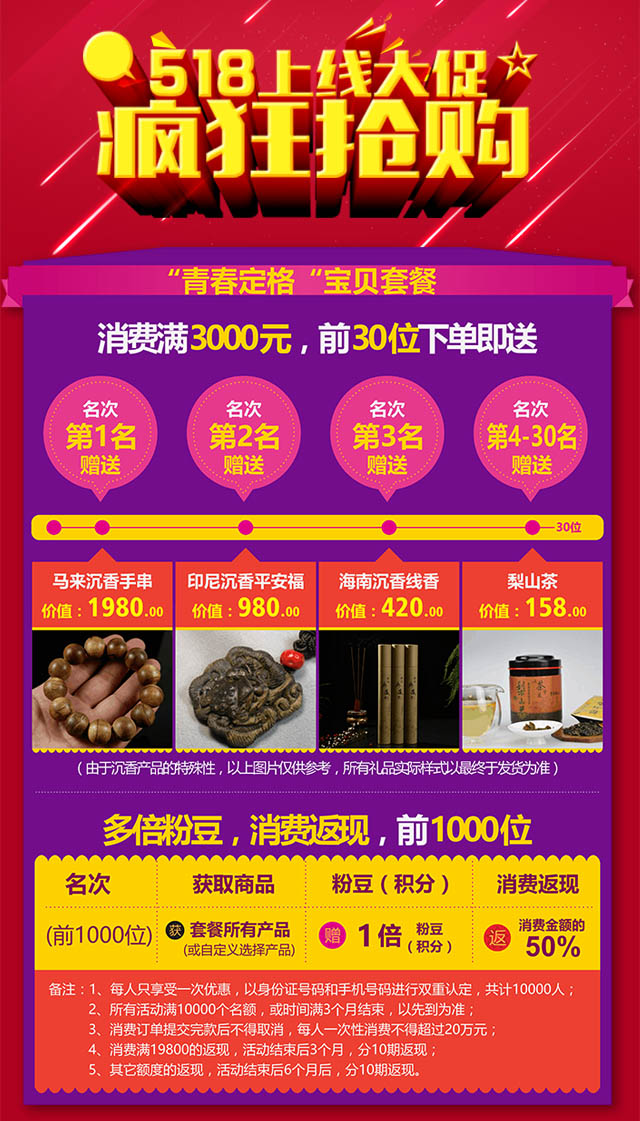 518上线大促
疯狂抢购
“青春定格“宝贝套餐
消费满3000元，前30位下单即送
名次
第1名
赠送
名次
第2名
赠送
名次
第3名
赠送
名次
第4-30名
赠送
30位
马来沉香手串
价值：1980.00
印尼沉香平安福
价值：980.00
海南沉香线香
价值：420.00
梨山茶
价值：158.00
（由于沉香产品的特殊性，以上图片仅供参考，所有礼品实际样式以最终于发货为准）
多倍粉豆，消费返现，前1000位
名次
获取商品
粉豆（积分）
消费返现
(前1000位)
获
套餐所有产品
(或自定义选择产品)
赠
1倍
粉豆
（积分）
返
消费金额的
50%
备注：1、每人只享受一次优惠，以身份证号码和手机号码进行双重认定，共计10000人；
2、所有活动满10000个名额，或时间满3个月结束，以先到为准；
3、消费订单提交完款后不得取消，每人一次性消费不得超过20万元；
4、消费满19800的返现，活动结束后3个月，分10期返现；
5、其它额度的返现，活动结束后6个月后，分10期返现。